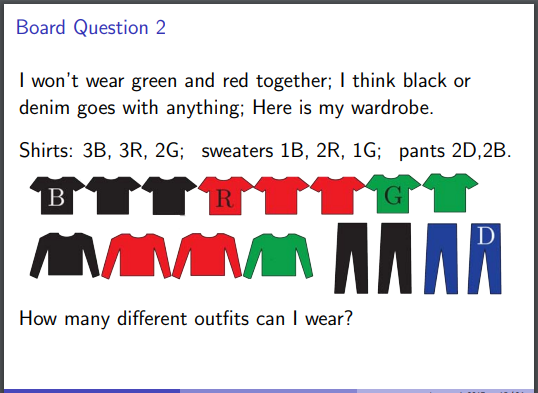 Board Question 2
I won't wear green and red together; I think black or
denim goes with anything; Here is my wardrobe.
Shirts: 3B, 3R, 2G; sweaters 1B, 2R, 1G; pants 2D,2B.
B R G
D
How many different outfits can I wear?